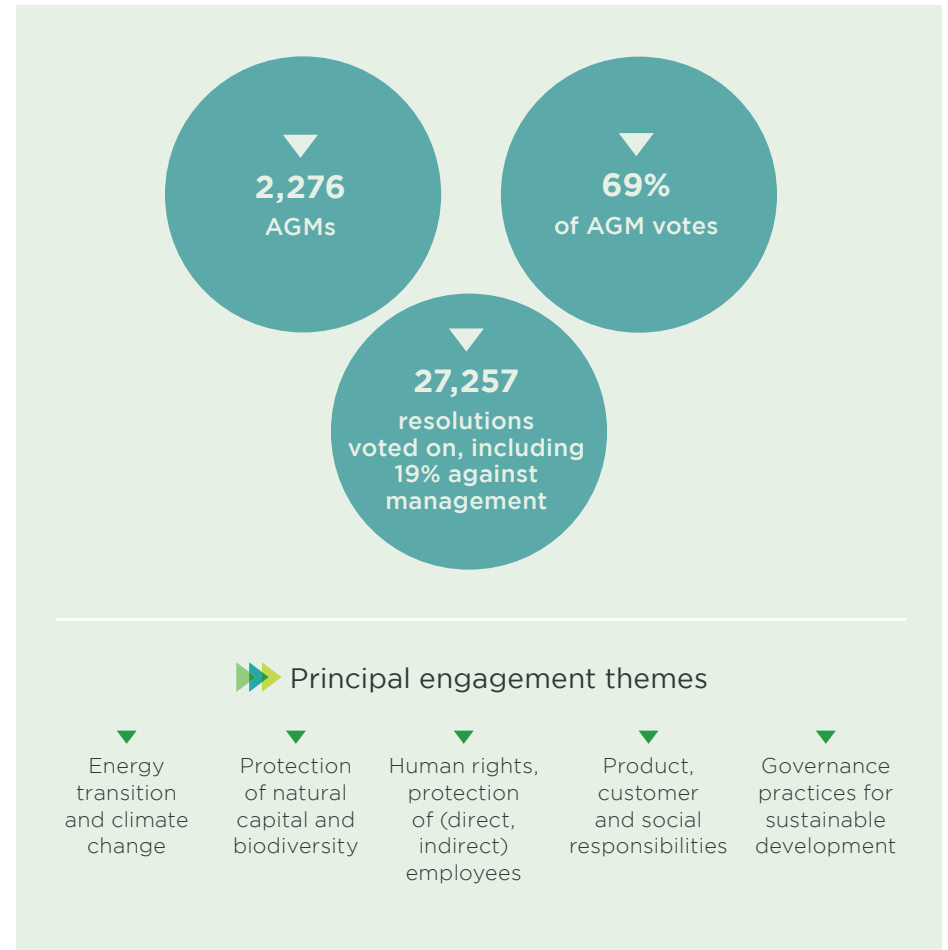 2,276
AGMs
69%
of AGM votes
27,257
resolutions
voted on, including
19% against
management
Principal engagement themes
Energy
transition
and climate
change
Protection
of natural
capital and
biodiversity
Human rights,
protection
of (direct,
indirect)
employees
Product,
customer
and social
responsibilities
Governance
practices for
sustainable
development